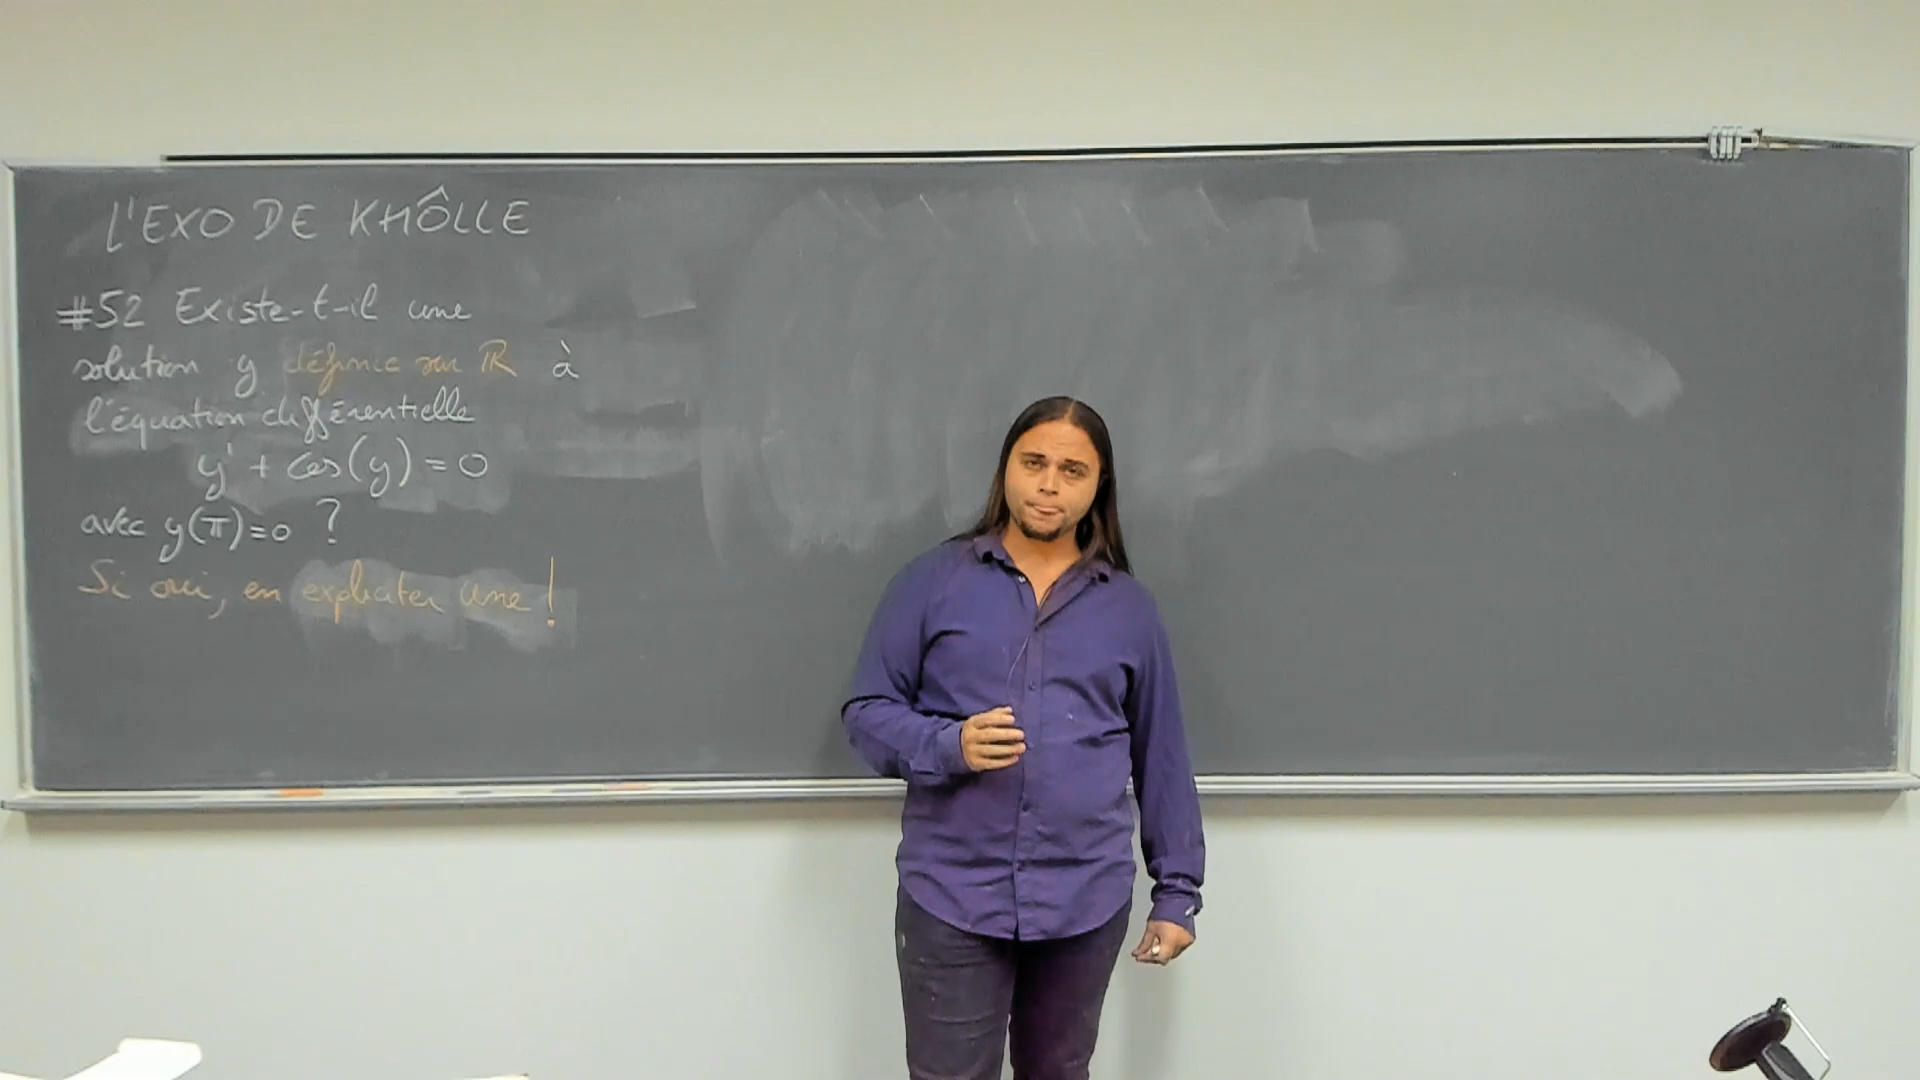 L'EXO DE KHÔLLE
#52 Existe-t-il une
solution y définie sur ℝ à
l'équation différentielle
y' + cos(y) = 0
avec y(π)=0 ?
Si oui, en expliciter une !